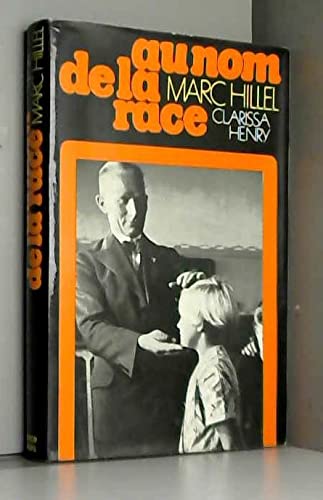 au nom
de la
race
MARC HILLEL
CLARISSA
HENRY
de la race
MARC HILLEL